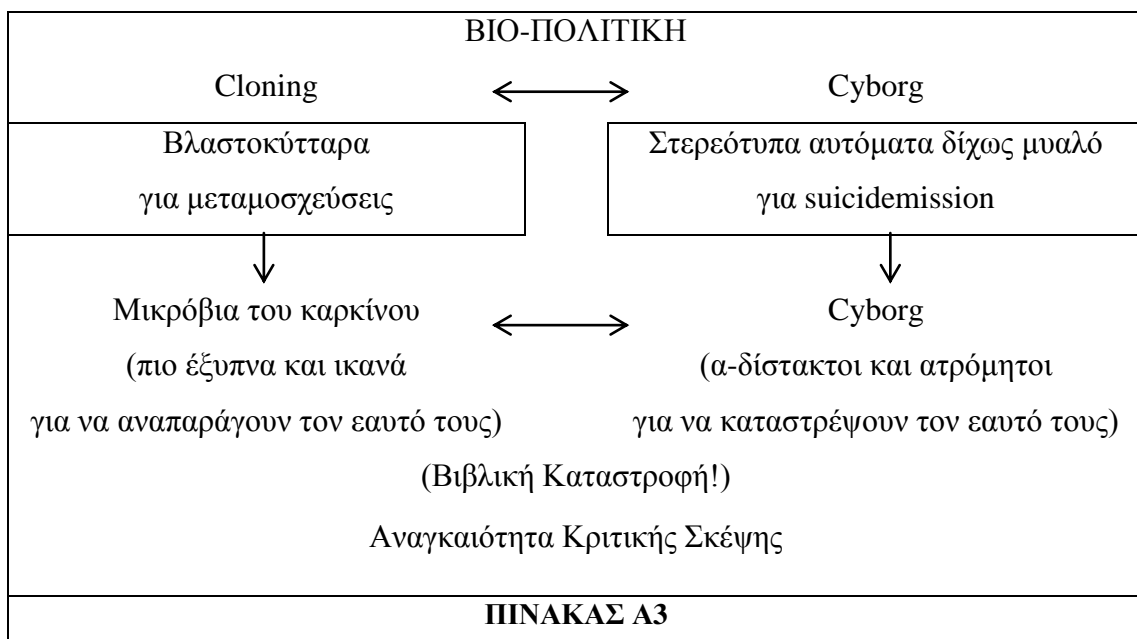 ΒΙΟ-ΠΟΛΙΤΙΚΗ
Cloning Cyborg
Βλαστοκύτταρα
για μεταμοσχεύσεις
Στερεότυπα αυτόματα δίχως μυαλό
για suicidemission
Μικρόβια του καρκίνου
(πιο έξυπνα και ικανά
για να αναπαράγουν τον εαυτό τους)
Cyborg
(α-δίστακτοι και ατρόμητοι
για να καταστρέψουν τον εαυτό τους)
(Βιβλική Καταστροφή!)
Αναγκαιότητα Κριτικής Σκέψης
ΠΙΝΑΚΑΣ Α3